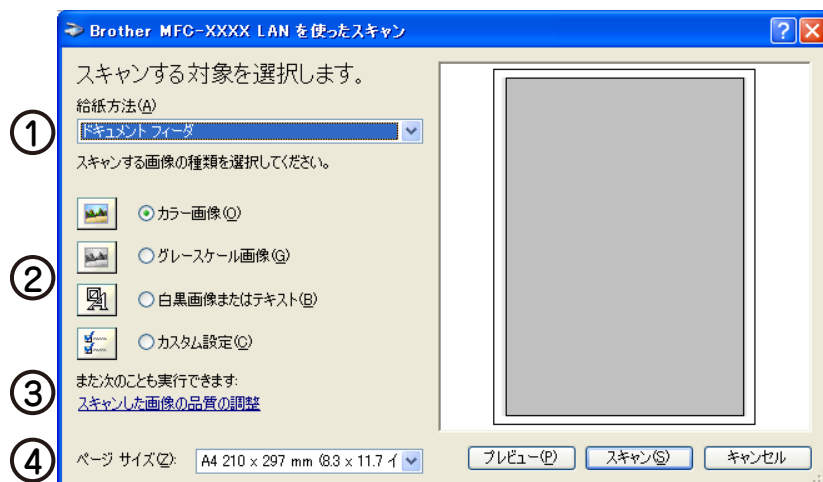 Brother MFC-XXXX LAN を使ったスキャン
スキャンする対象を選択します。
給紙方法(A)
①
ドキュメント フィーダ
スキャンする画像の種類を選択してください。
カラー画像(O)
グレースケール画像(G)
②
白黒画像またはテキスト(B)
カスタム設定(C)
また次のことも実行できます:
③
スキャンした画像の品質の調整
④
ページ サイズ(Z): A4 210 x 297 mm (8.3 x 11.7 イ
プレビュー(P) スキャン(S) キャンセル